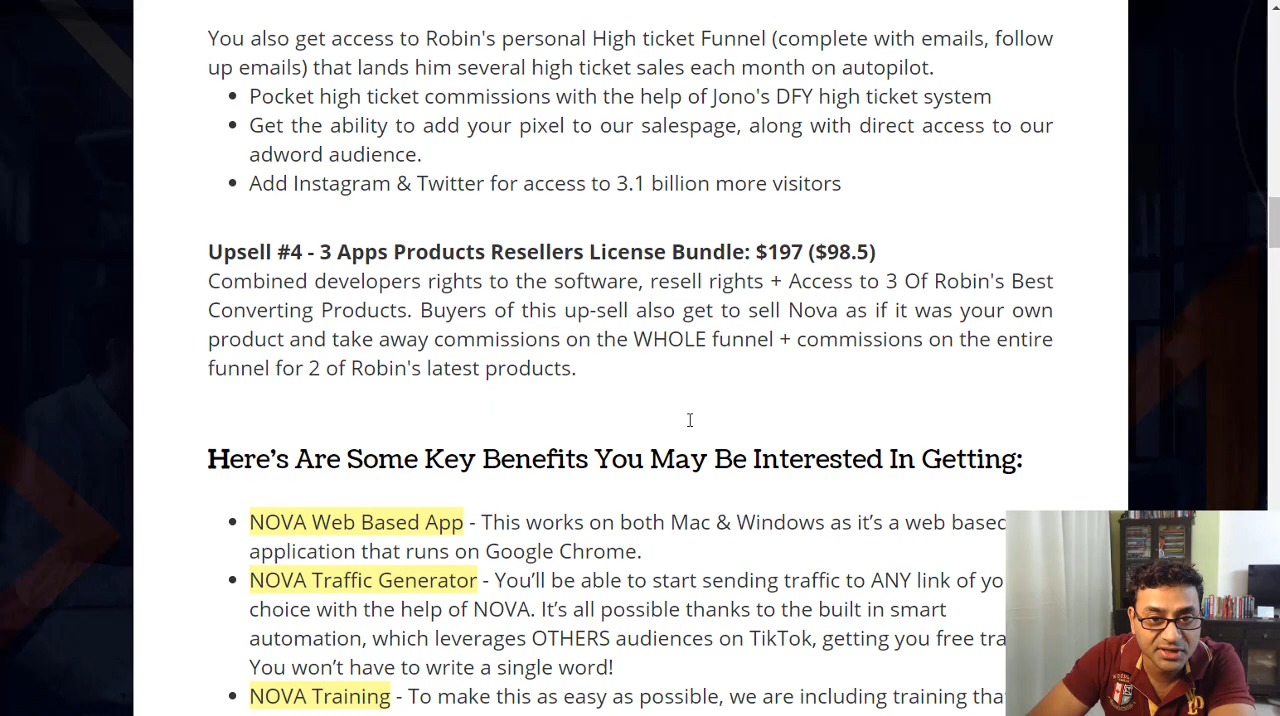 You also get access to Robin's personal High ticket Funnel (complete with emails, follow
up emails) that lands him several high ticket sales each month on autopilot.
• Pocket high ticket commissions with the help of Jono's DFY high ticket system
• Get the ability to add your pixel to our salespage, along with direct access to our
adword audience.
• Add Instagram & Twitter for access to 3.1 billion more visitors
Upsell #4 - 3 Apps Products Resellers License Bundle: $197 ($98.5)
Combined developers rights to the software, resell rights + Access to 3 Of Robin's Best
Converting Products. Buyers of this up-sell also get to sell Nova as if it was your own
product and take away commissions on the WHOLE funnel + commissions on the entire
funnel for 2 of Robin's latest products.
Here's Are Some Key Benefits You May Be Interested In Getting:
• NOVA Web Based App - This works on both Mac & Windows as it’s a web based
application that runs on Google Chrome.
• NOVA Traffic Generator - You’ll be able to start sending traffic to ANY link of yo
choice with the help of NOVA. It’s all possible thanks to the built in smart
automation, which leverages OTHERS audiences on TikTok, getting you free tra
You won’t have to write a single word!
• NOVA Training - To make this as easy as possible, we are including training tha